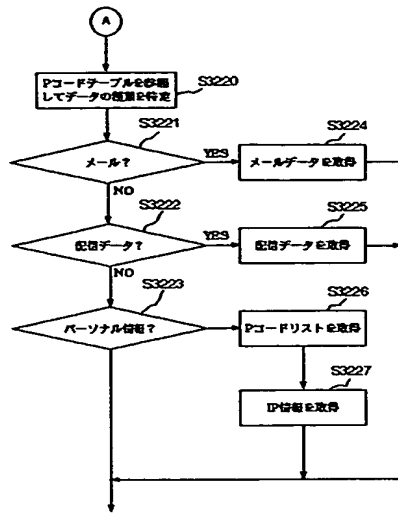 A
Pコードテーブルを参照
してデータの種類を特定
S3220
S3221
メール?
YES
S3224
メールデータを取得
NO
S3222
配信データ?
YES
S3225
配信データを取得
NO
S3223
パーソナル情報?
S3226
Pコードリストを取得
S3227
IP情報を取得